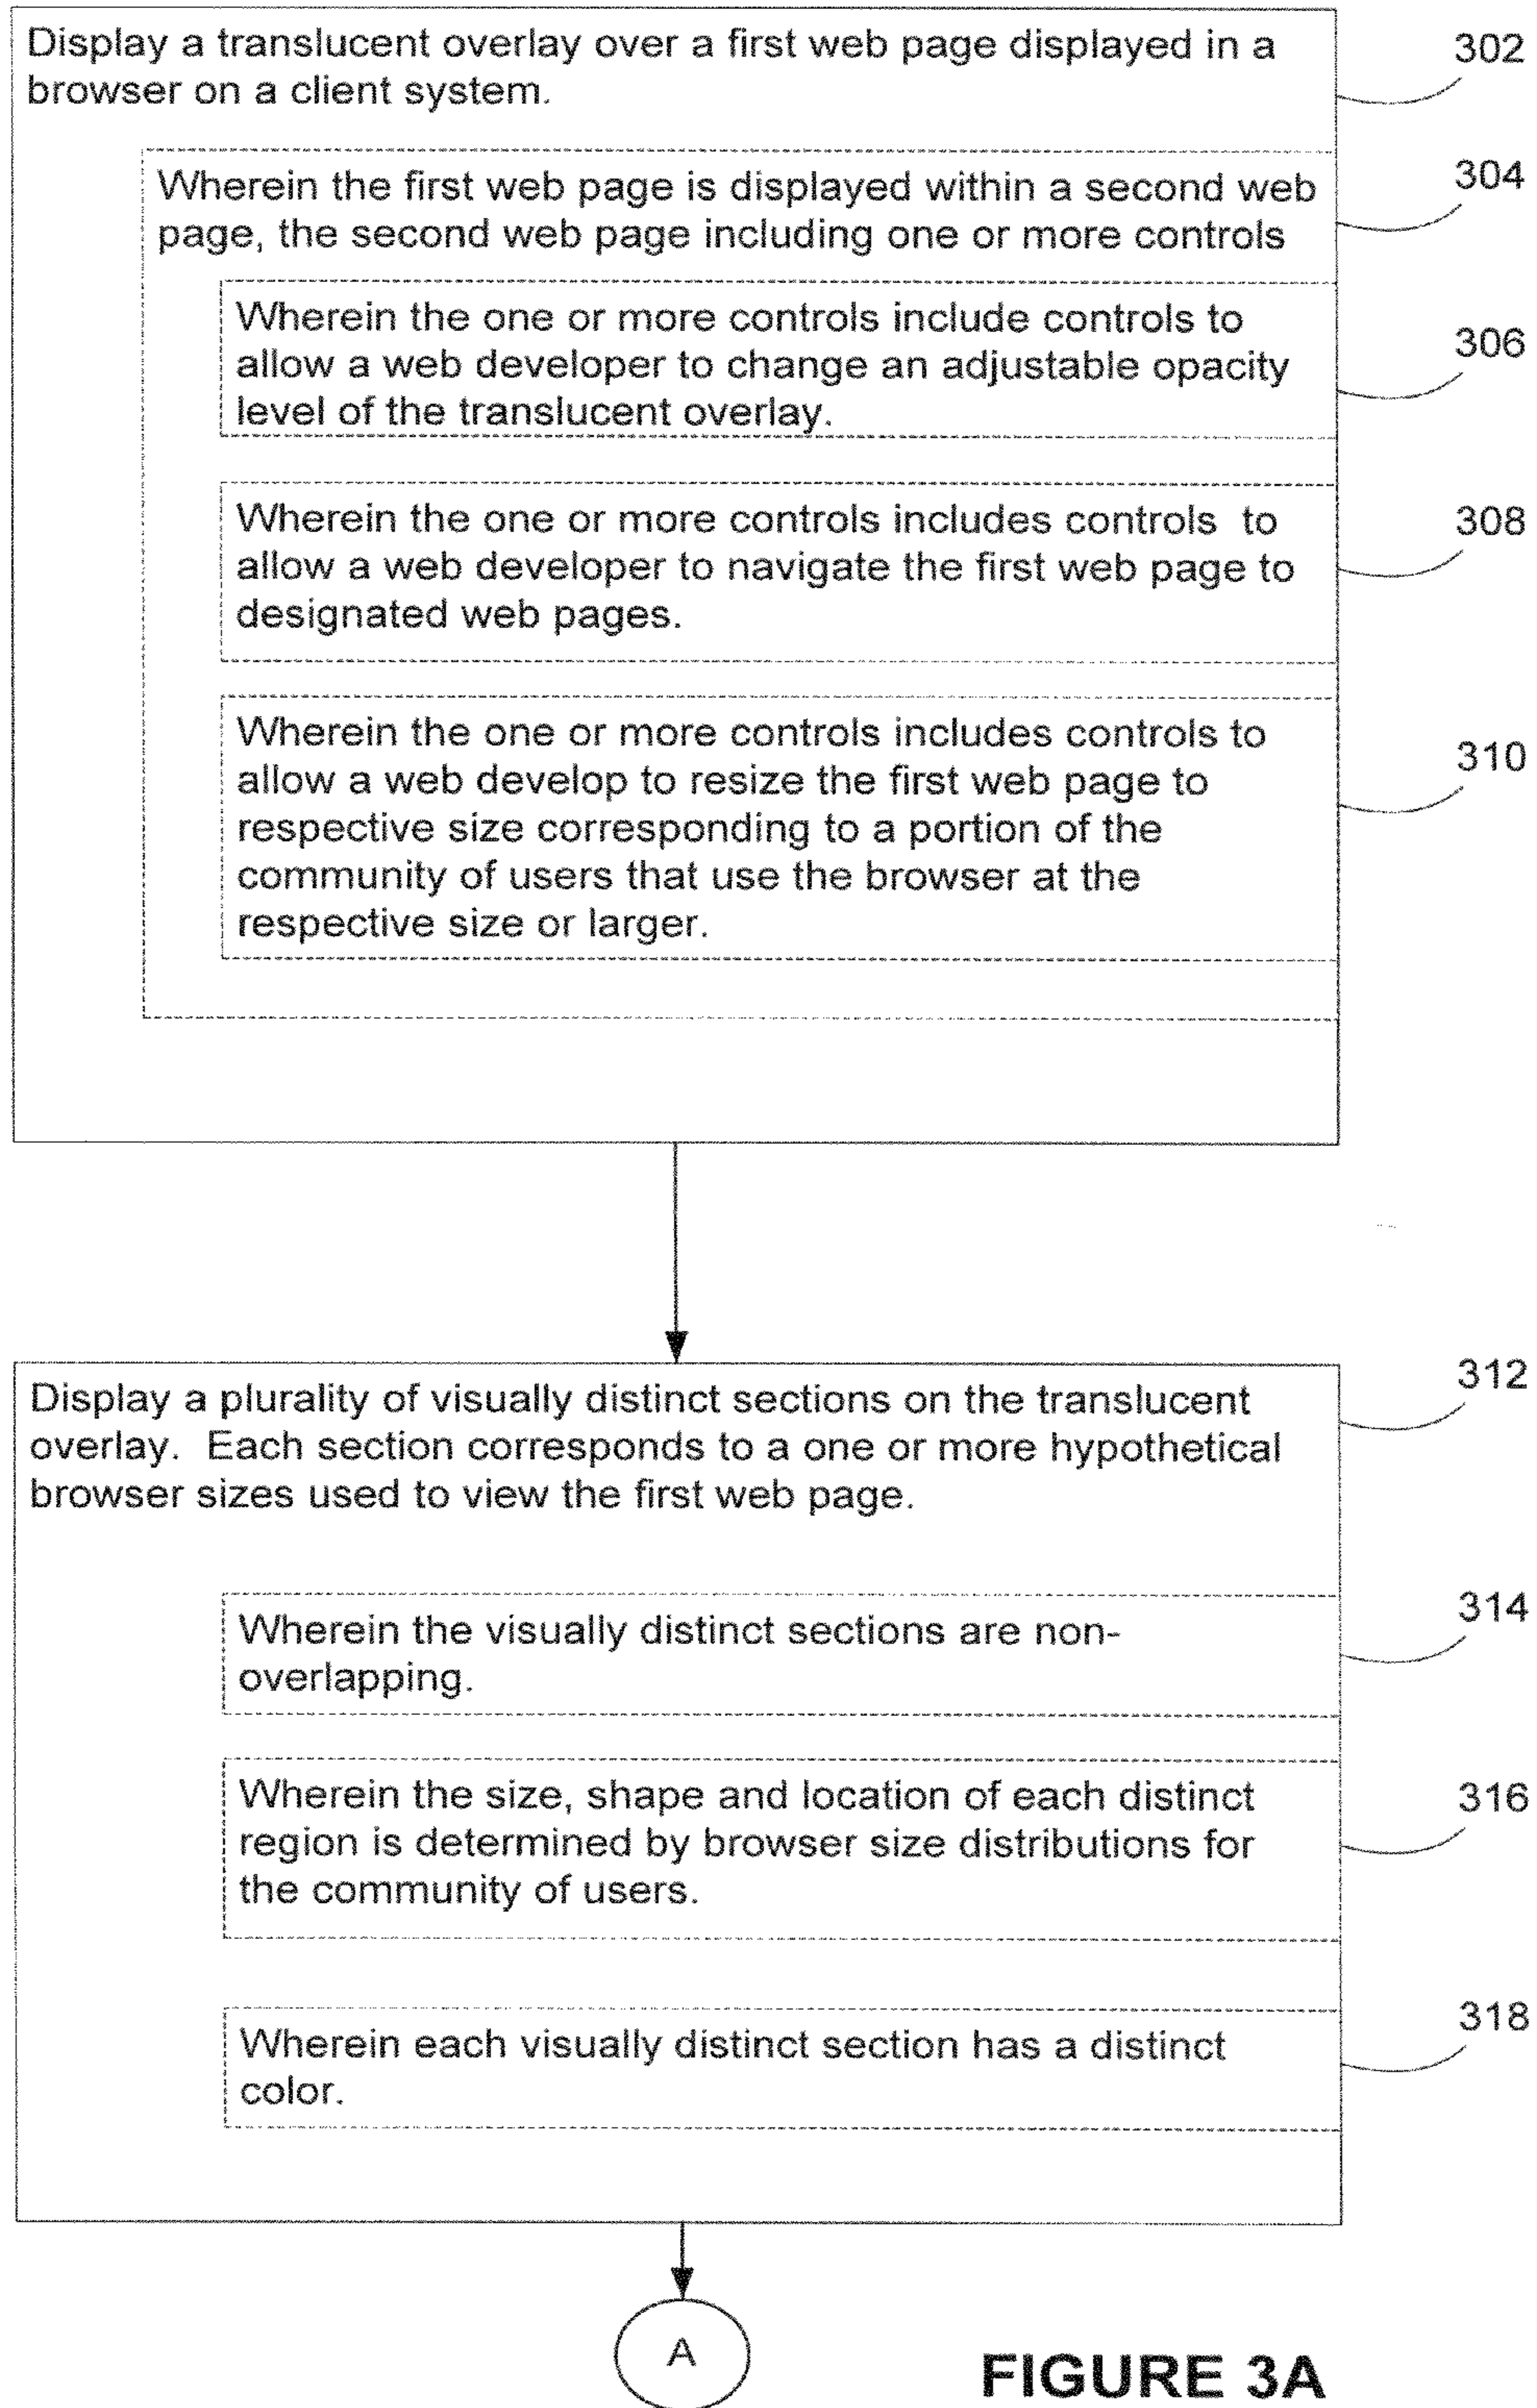 Display a translucent overlay over a first web page displayed in a
browser on a client system.
302
Wherein the first web page is displayed within a second web
page, the second web page including one or more controls
304
Wherein the one or more controls include controls to
allow a web developer to change an adjustable opacity
level of the translucent overlay.
306
Wherein the one or more controls includes controls  to
allow a web developer to navigate the first web page to
designated web pages.
308
Wherein the one or more controls includes controls to
allow a web develop to resize the first web page to
respective size corresponding to a portion of the
community of users that use the browser at the
respective size or larger.
310
Display a plurality of visually distinct sections on the translucent
overlay.  Each section corresponds to a one or more hypothetical
browser sizes used to view the first web page.
312
Wherein the visually distinct sections are non-
overlapping.
314
Wherein the size, shape and location of each distinct
region is determined by browser size distributions for
the community of users.
316
Wherein each visually distinct section has a distinct
color.
318
A
FIGURE 3A